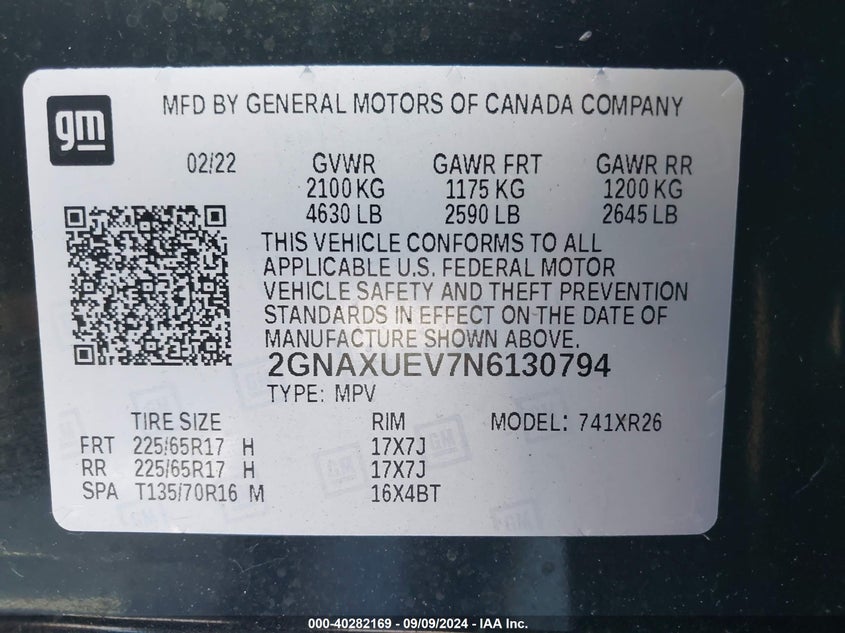 gm
MFD BY GENERAL MOTORS OF CANADA COMPANY
02/22 GVWR GAWR FRT GAWR RR
2100 KG 1175 KG 1200 KG
4630 LB 2590 LB 2645 LB
THIS VEHICLE CONFORMS TO ALL
APPLICABLE U.S. FEDERAL MOTOR
VEHICLE SAFETY AND THEFT PREVENTION
STANDARDS IN EFFECT ON THE DATE OF
MANUFACTURE SHOWN ABOVE.
2GNAXUEV7N6130794
TYPE: MPV
TIRE SIZE RIM MODEL: 741XR26
FRT 225/65R17 H 17X7J
RR 225/65R17 H 17X7J
SPA T135/70R16 M 16X4BT
000-40282169 - 09/09/2024 - IAA Inc.